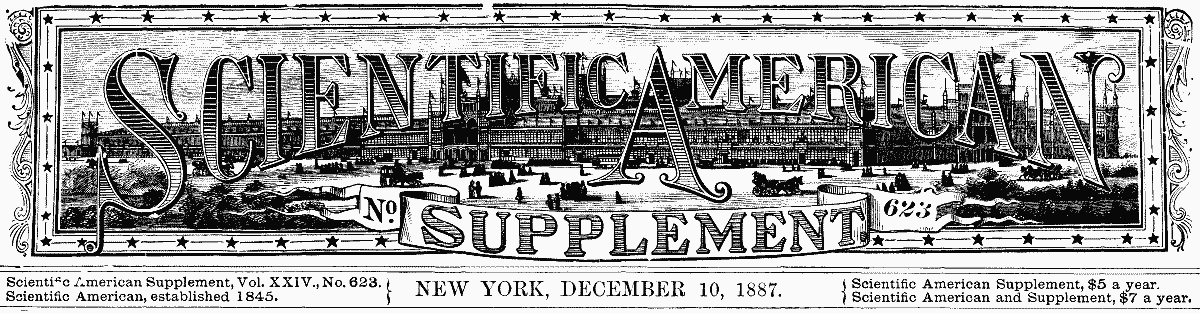 SCIENTIFIC AMERICAN
No. SUPPLEMENT 623
Scientific American Supplement, Vol. XXIV., No. 623.
Scientific American, established 1845.
NEW YORK, DECEMBER 10, 1887.
Scientific American Supplement, $5 a year.
Scientific American and Supplement, $7 a year.